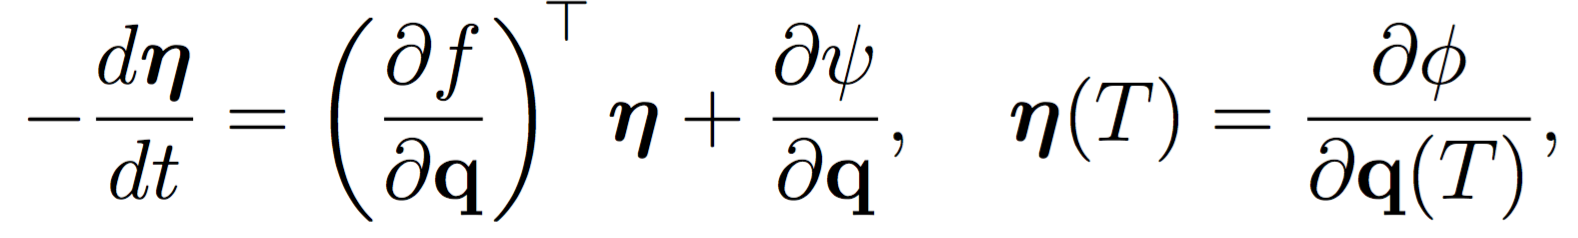 $-\frac{d\boldsymbol{\eta}}{dt} = \left(\frac{\partial f}{\partial \mathbf{q}}\right)^{\top} \boldsymbol{\eta} + \frac{\partial \psi}{\partial \mathbf{q}}, \quad \boldsymbol{\eta}(T) = \frac{\partial \phi}{\partial \mathbf{q}(T)},$